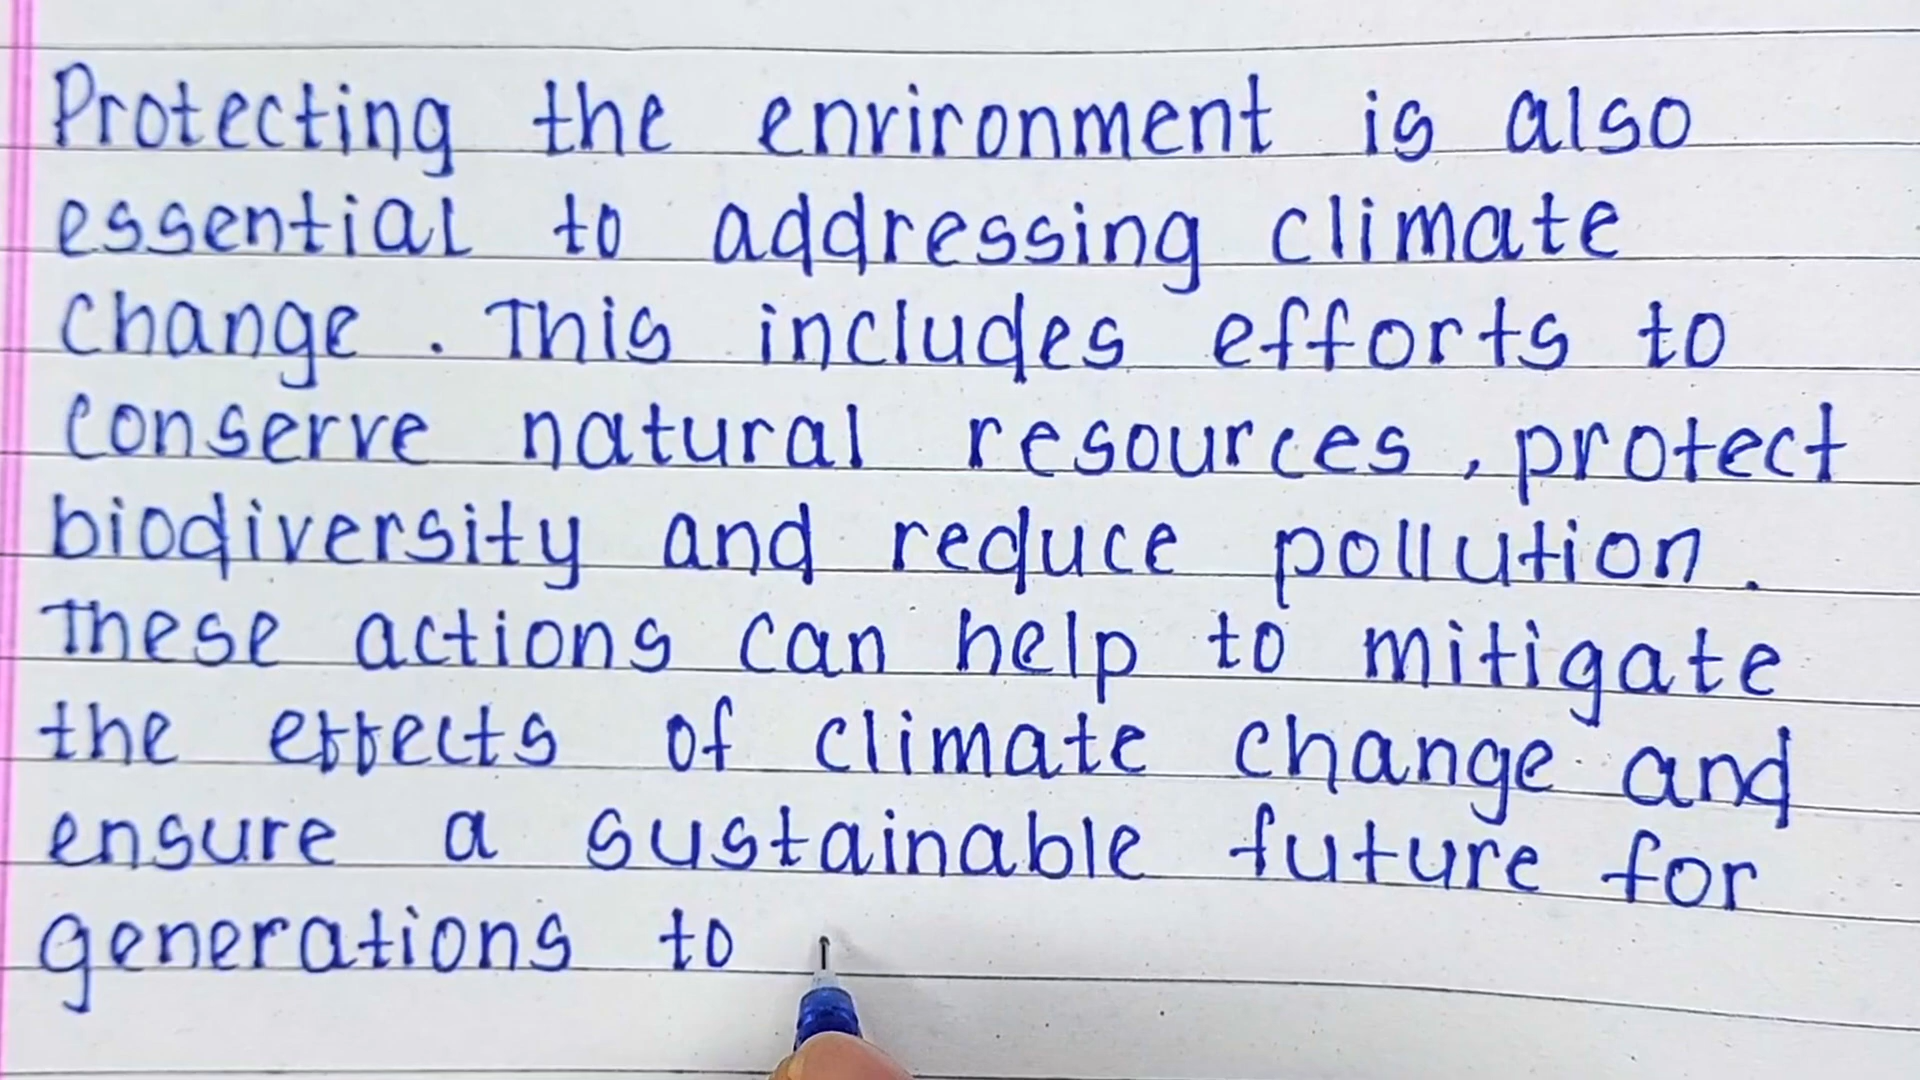 Protecting the environment is also
essential to addressing climate
change. This includes efforts to
conserve natural resources, protect
biodiversity and reduce pollution.
These actions can help to mitigate
the effects of climate change and
ensure a sustainable future for
generations to